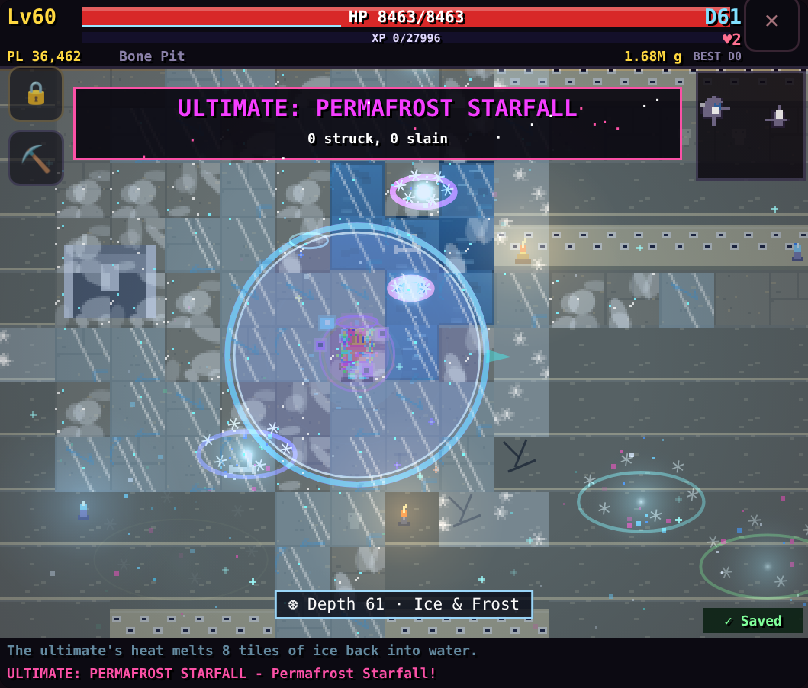 Lv60
HP 8463/8463
D61
×
XP 0/27996
♥2
PL 36,462
Bone Pit
1.68M g
BEST D0
ULTIMATE: PERMAFROST STARFALL
0 struck, 0 slain
❄ Depth 61 · Ice & Frost
✓ Saved
The ultimate's heat melts 8 tiles of ice back into water.
ULTIMATE: PERMAFROST STARFALL - Permafrost Starfall!